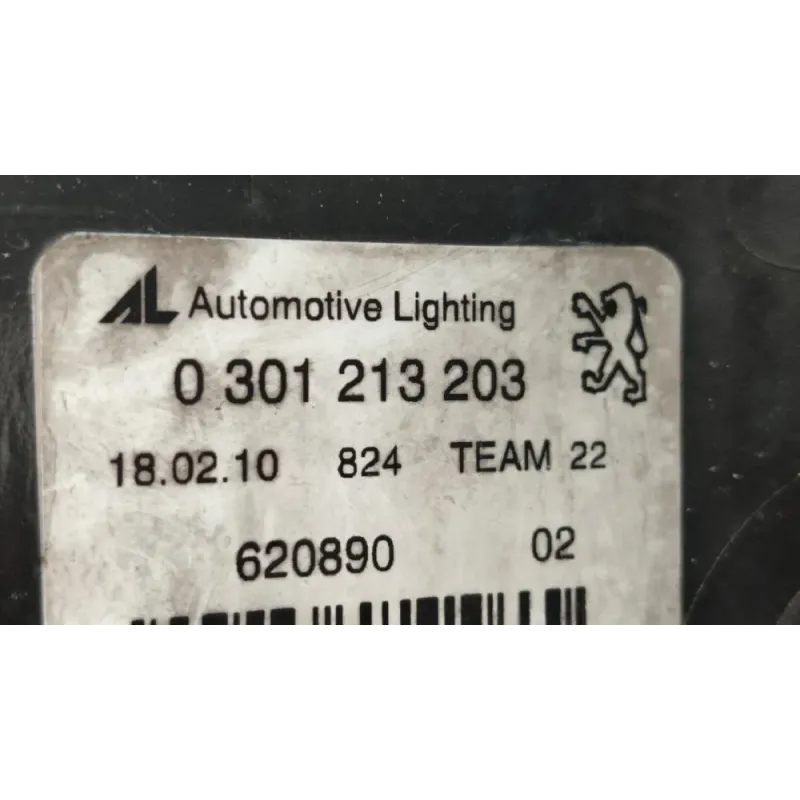 AL Automotive Lighting
0 301 213 203
18.02.10 824 TEAM 22
620890 02